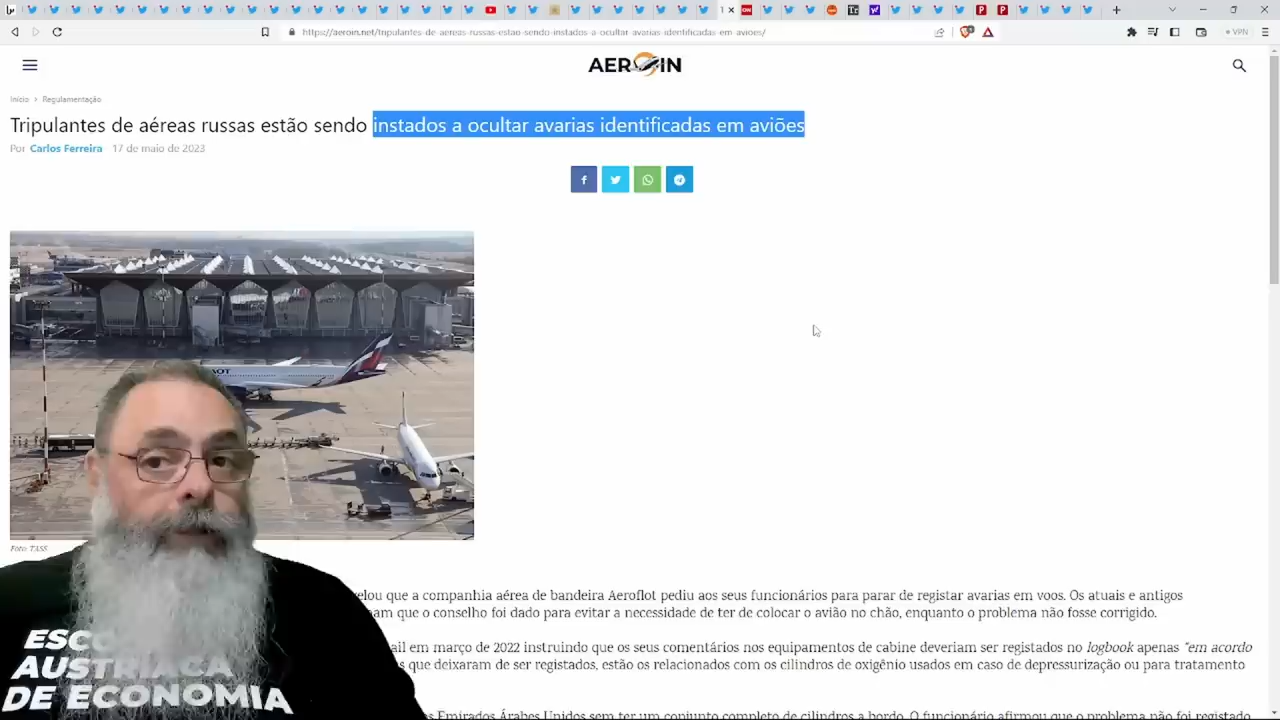 https://aeroin.net/tripulantes-de-aereas-russas-estao-sendo-instados-a-ocultar-avarias-identificadas-em-avioes/
VPN
AEROIN
Início > Regulamentação
Tripulantes de aéreas russas estão sendo instados a ocultar avarias identificadas em aviões
Por Carlos Ferreira 17 de maio de 2023
Foto: TASS
velou que a companhia aérea de bandeira Aeroflot pediu aos seus funcionários para parar de registar avarias em voos. Os atuais e antigos
que o conselho foi dado para evitar a necessidade de ter de colocar o avião no chão, enquanto o problema não fosse corrigido.
ail em março de 2022 instruindo que os seus comentários nos equipamentos de cabine deveriam ser registados no logbook apenas "em acordo
que deixaram de ser registados, estão os relacionados com os cilindros de oxigênio usados em caso de depressurização ou para tratamento
os Emirados Árabes Unidos sem ter um conjunto completo de cilindros a bordo. O funcionário afirmou que o problema não foi registado
ESCO
AUSTRÍACA
DE ECONOMIA